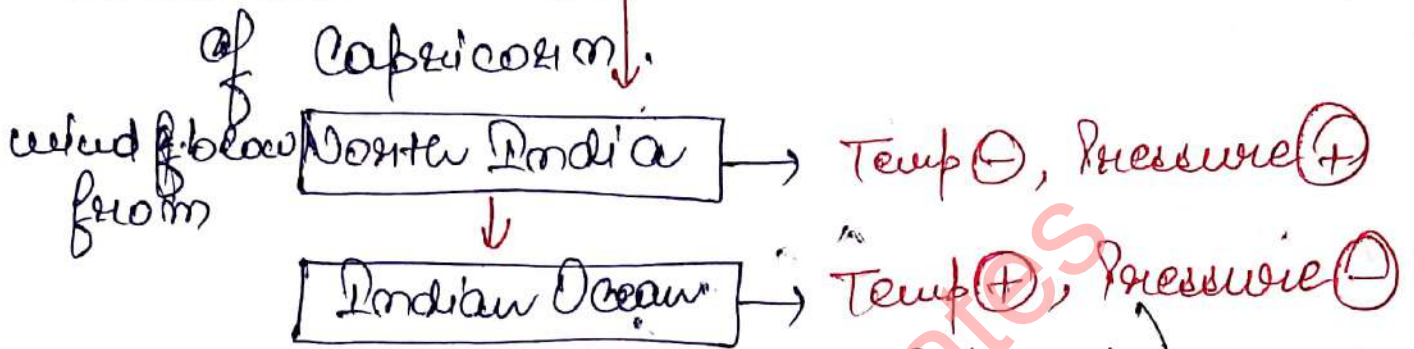 of Capricorn.
wind blow from
North India → Temp ⊖, Pressure ⊕
Indian Ocean → Temp ⊕, Pressure ⊖